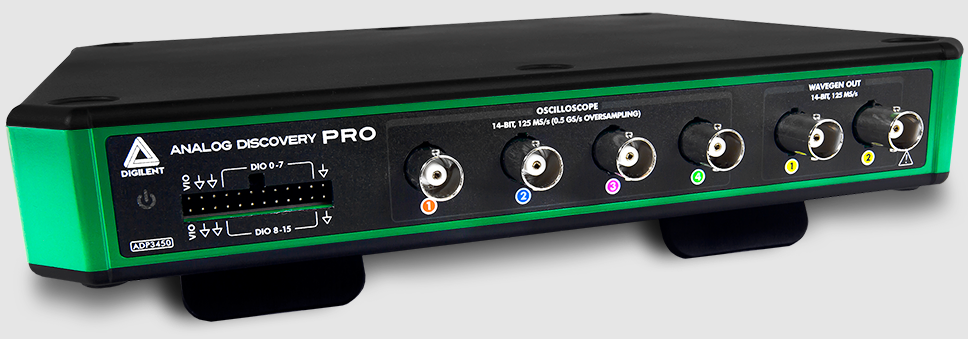 DIGILENT
ANALOG DISCOVERY PRO
VIO
DIO 0-7
VIO
DIO 8-15
ADP3450
OSCILLOSCOPE
14-BIT, 125 MS/s (0.5 GS/s OVERSAMPLING)
1
2
3
4
WAVEGEN OUT
14-BIT, 125 MS/s
1
2